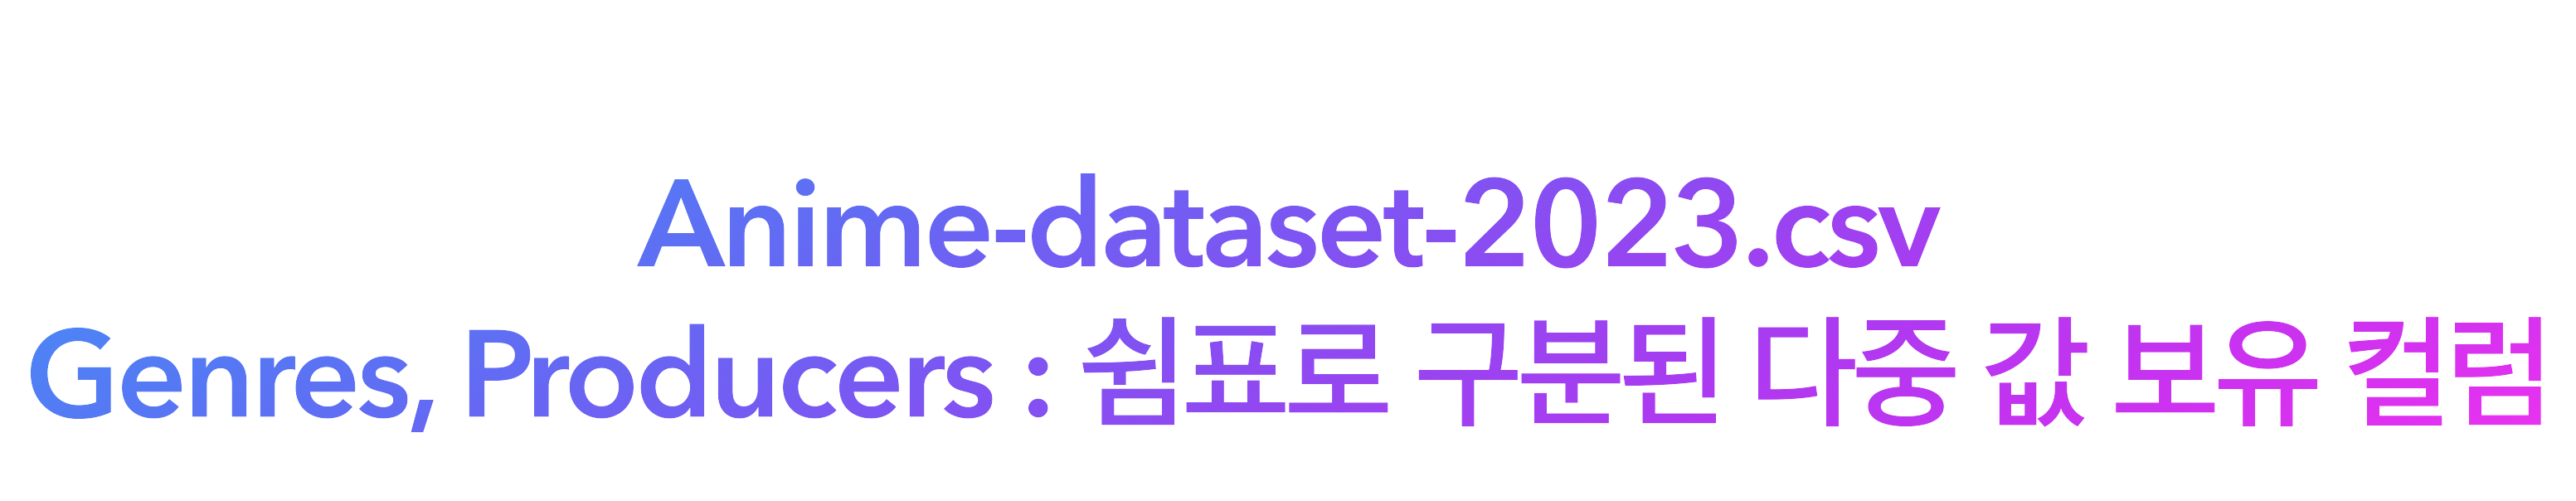 Anime-dataset-2023.csv
Genres, Producers : 쉼표로 구분된 다중 값 보유 컬럼